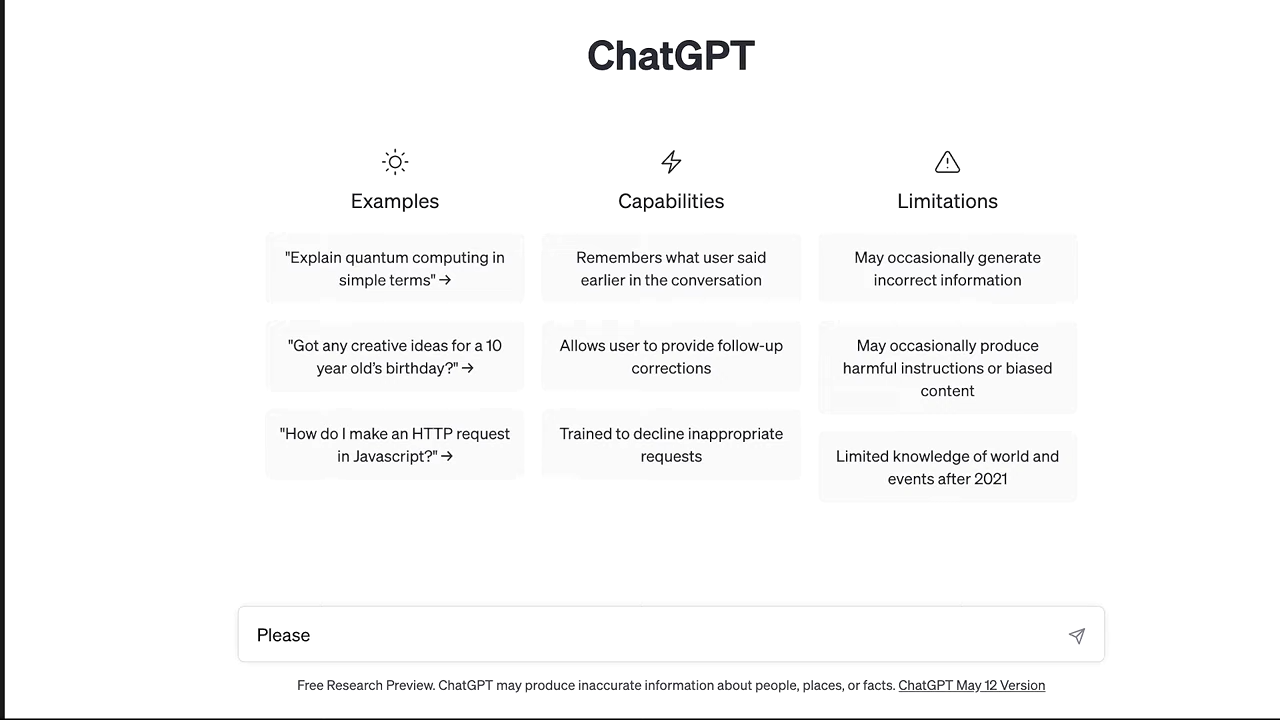 ChatGPT
Examples
"Explain quantum computing in
simple terms" →
"Got any creative ideas for a 10
year old’s birthday?" →
"How do I make an HTTP request
in Javascript?" →
Capabilities
Remembers what user said
earlier in the conversation
Allows user to provide follow-up
corrections
Trained to decline inappropriate
requests
Limitations
May occasionally generate
incorrect information
May occasionally produce
harmful instructions or biased
content
Limited knowledge of world and
events after 2021
Please
Free Research Preview. ChatGPT may produce inaccurate information about people, places, or facts. ChatGPT May 12 Version